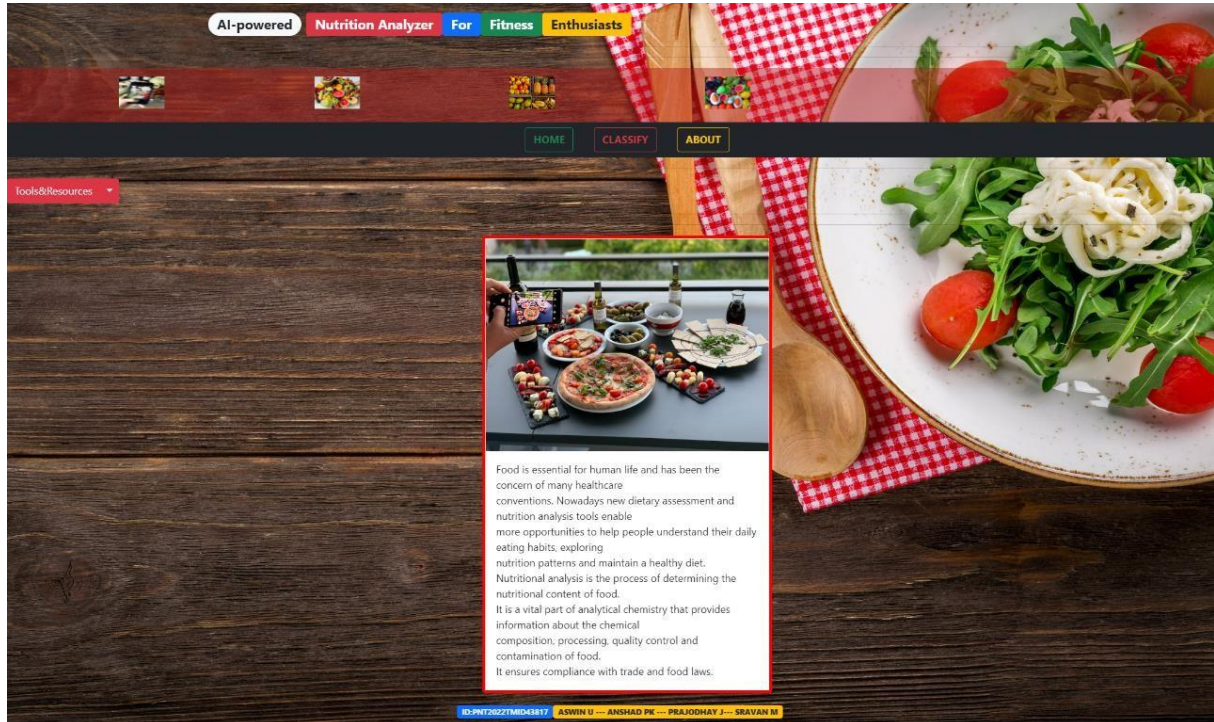 AI-powered Nutrition Analyzer For Fitness Enthusiasts
HOME CLASSIFY ABOUT
Tools&Resources
Food is essential for human life and has been the
concern of many healthcare
conventions. Nowadays new dietary assessment and
nutrition analysis tools enable
more opportunities to help people understand their daily
eating habits, exploring
nutrition patterns and maintain a healthy diet.
Nutritional analysis is the process of determining the
nutritional content of food.
It is a vital part of analytical chemistry that provides
information about the chemical
composition, processing, quality control and
contamination of food.
It ensures compliance with trade and food laws.
ID:PNT2022TMID43817 ASWIN U --- ANSHAD PK --- PRAJODHAY J--- SRAVAN M